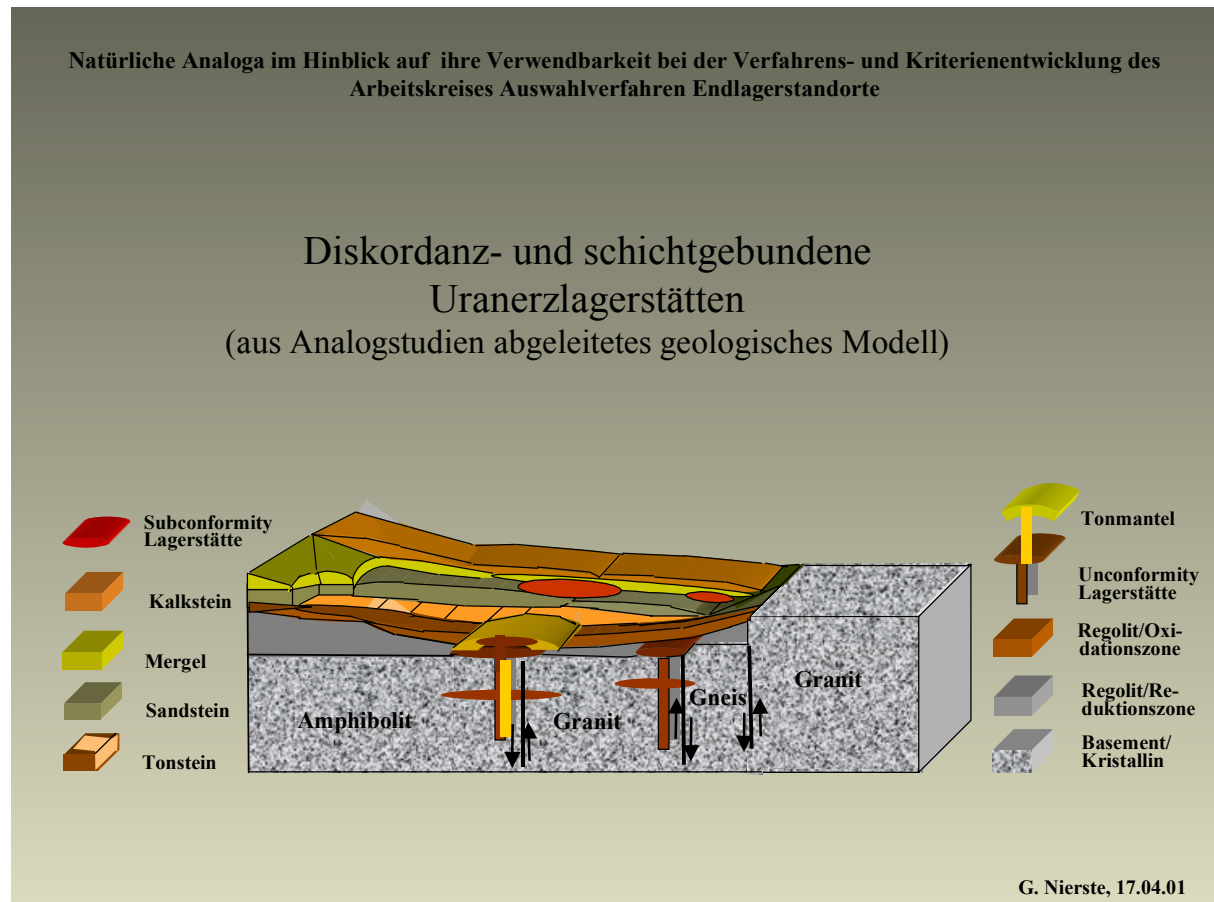 Natürliche Analoga im Hinblick auf ihre Verwendbarkeit bei der Verfahrens- und Kriterienentwicklung des
Arbeitskreises Auswahlverfahren Endlagerstandorte
Diskordanz- und schichtgebundene
Uranerzlagerstätten
(aus Analogstudien abgeleitetes geologisches Modell)
Subconformity
Lagerstätte
Kalkstein
Mergel
Sandstein
Tonstein
Amphibolit
Granit
Gneis
Granit
Tonmantel
Unconformity
Lagerstätte
Regolit/Oxi-
dationszone
Regolit/Re-
duktionszone
Basement/
Kristallin
G. Nierste, 17.04.01